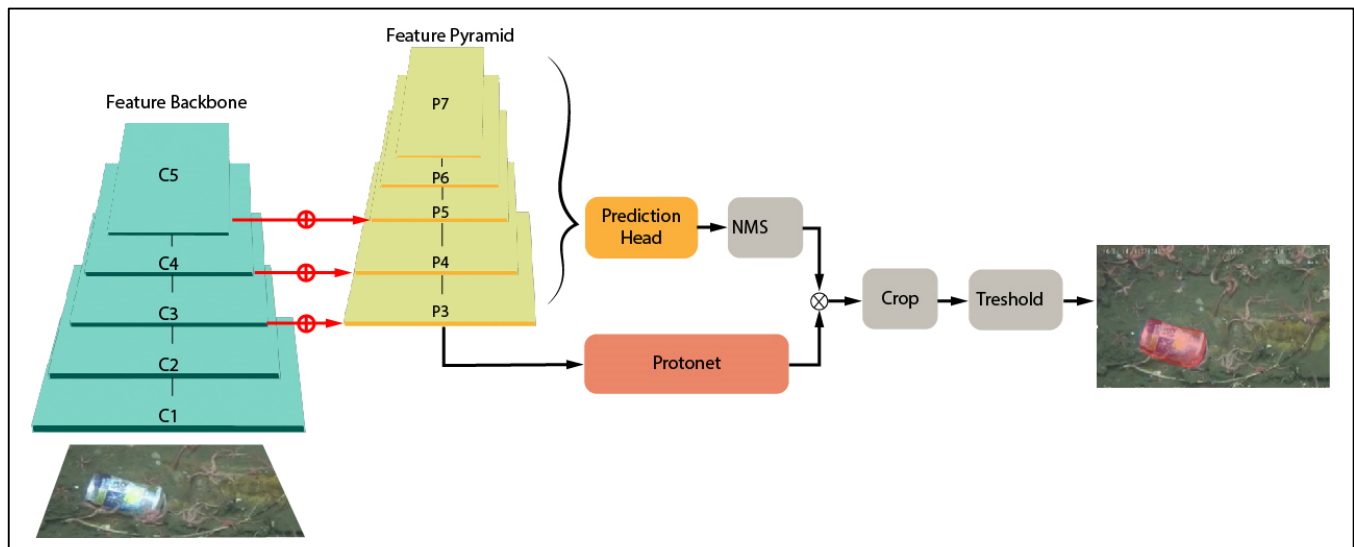 Feature Pyramid
Feature Backbone
P7
P6
P5
P4
P3
C5
C4
C3
C2
C1
Prediction
Head
NMS
Protonet
Crop
Treshold